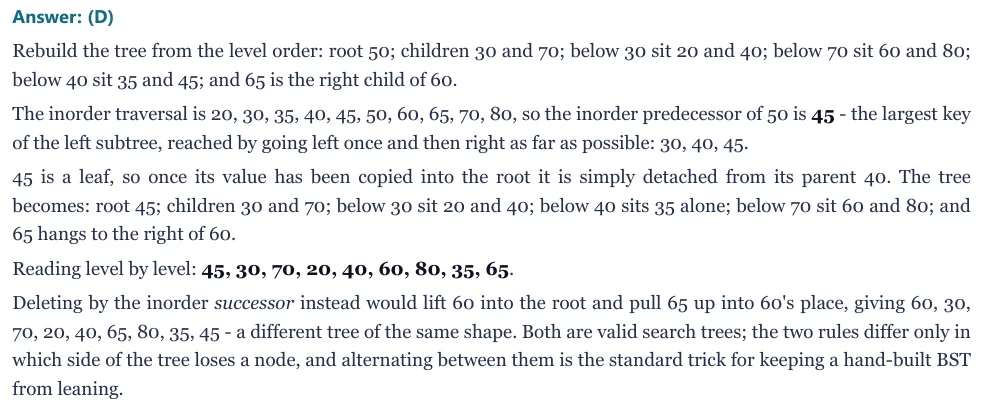 Answer: (D)
Rebuild the tree from the level order: root 50; children 30 and 70; below 30 sit 20 and 40; below 70 sit 60 and 80;
below 40 sit 35 and 45; and 65 is the right child of 60.
The inorder traversal is 20, 30, 35, 40, 45, 50, 60, 65, 70, 80, so the inorder predecessor of 50 is 45 - the largest key
of the left subtree, reached by going left once and then right as far as possible: 30, 40, 45.
45 is a leaf, so once its value has been copied into the root it is simply detached from its parent 40. The tree
becomes: root 45; children 30 and 70; below 30 sit 20 and 40; below 40 sits 35 alone; below 70 sit 60 and 80; and
65 hangs to the right of 60.
Reading level by level: 45, 30, 70, 20, 40, 60, 80, 35, 65.
Deleting by the inorder successor instead would lift 60 into the root and pull 65 up into 60's place, giving 60, 30,
70, 20, 40, 65, 80, 35, 45 - a different tree of the same shape. Both are valid search trees; the two rules differ only in
which side of the tree loses a node, and alternating between them is the standard trick for keeping a hand-built BST
from leaning.